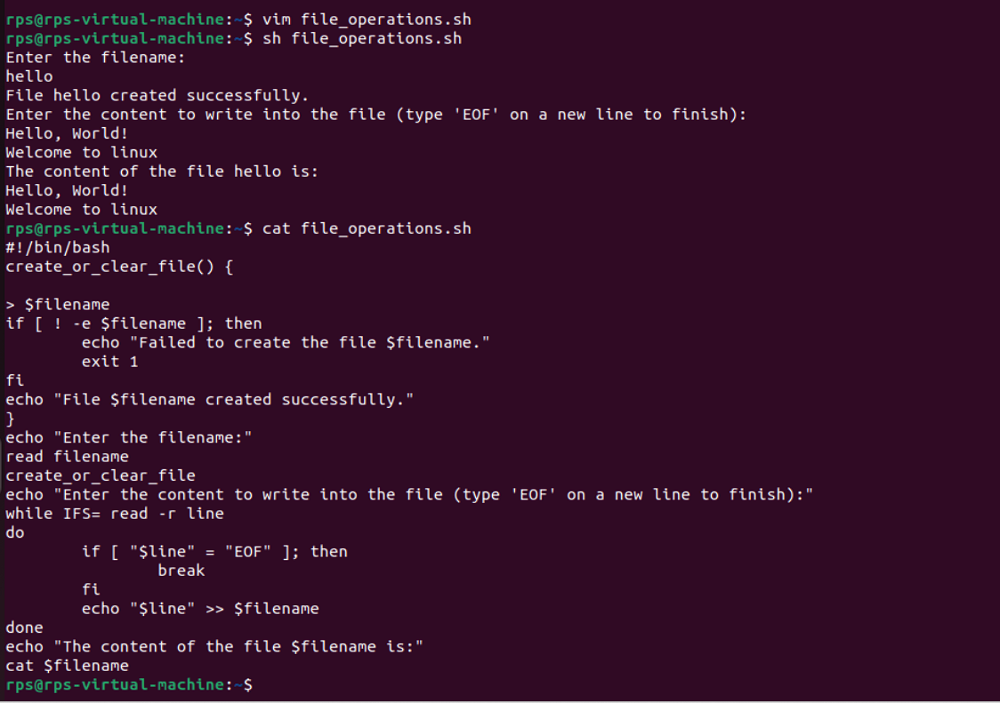 rps@rps-virtual-machine:~$ vim file_operations.sh
rps@rps-virtual-machine:~$ sh file_operations.sh
Enter the filename:
hello
File hello created successfully.
Enter the content to write into the file (type 'EOF' on a new line to finish):
Hello, World!
Welcome to linux
The content of the file hello is:
Hello, World!
Welcome to linux
rps@rps-virtual-machine:~$ cat file_operations.sh
#!/bin/bash
create_or_clear_file() {

> $filename
if [ ! -e $filename ]; then
        echo "Failed to create the file $filename."
        exit 1
fi
echo "File $filename created successfully."
}
echo "Enter the filename:"
read filename
create_or_clear_file
echo "Enter the content to write into the file (type 'EOF' on a new line to finish):"
while IFS= read -r line
do
        if [ "$line" = "EOF" ]; then
                break
        fi
        echo "$line" >> $filename
done
echo "The content of the file $filename is:"
cat $filename
rps@rps-virtual-machine:~$